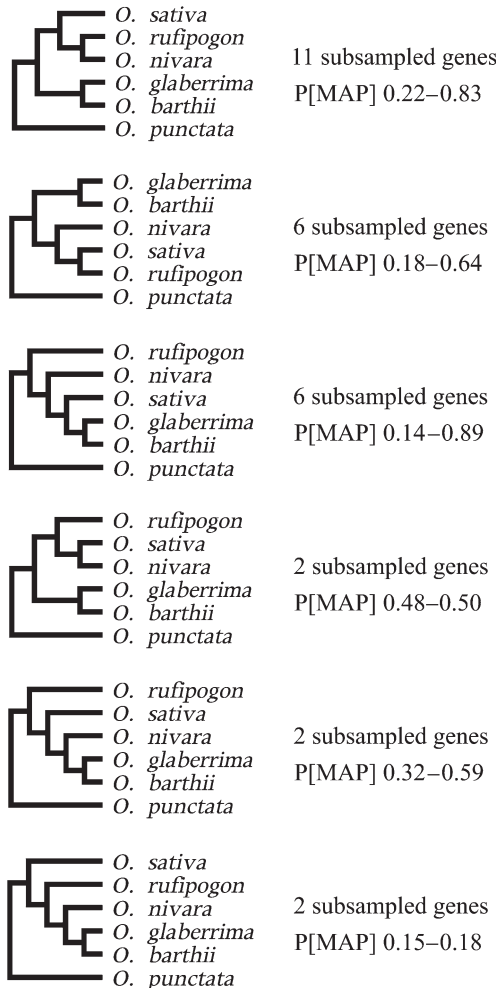 O. sativa
O. rufipogon
O. nivara
O. glaberrima
O. barthii
O. punctata
11 subsampled genes
P[MAP] 0.22–0.83
O. glaberrima
O. barthii
O. nivara
O. sativa
O. rufipogon
O. punctata
6 subsampled genes
P[MAP] 0.18–0.64
O. rufipogon
O. nivara
O. sativa
O. glaberrima
O. barthii
O. punctata
6 subsampled genes
P[MAP] 0.14–0.89
O. rufipogon
O. sativa
O. nivara
O. glaberrima
O. barthii
O. punctata
2 subsampled genes
P[MAP] 0.48–0.50
O. rufipogon
O. sativa
O. nivara
O. glaberrima
O. barthii
O. punctata
2 subsampled genes
P[MAP] 0.32–0.59
O. sativa
O. rufipogon
O. nivara
O. glaberrima
O. barthii
O. punctata
2 subsampled genes
P[MAP] 0.15–0.18